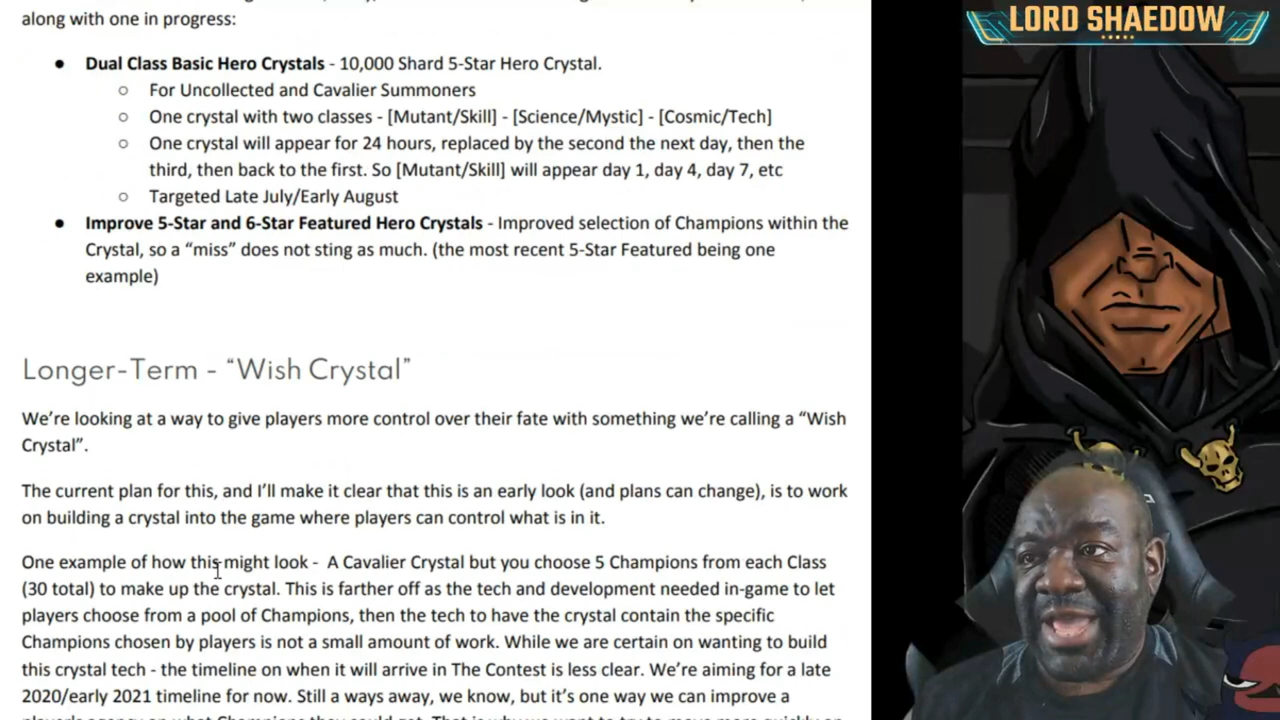 LORD SHAEDOW
along with one in progress:
● Dual Class Basic Hero Crystals - 10,000 Shard 5-Star Hero Crystal.
○ For Uncollected and Cavalier Summoners
○ One crystal with two classes - [Mutant/Skill] - [Science/Mystic] - [Cosmic/Tech]
○ One crystal will appear for 24 hours, replaced by the second the next day, then the
third, then back to the first. So [Mutant/Skill] will appear day 1, day 4, day 7, etc
○ Targeted Late July/Early August
● Improve 5-Star and 6-Star Featured Hero Crystals - Improved selection of Champions within the
Crystal, so a “miss” does not sting as much. (the most recent 5-Star Featured being one
example)
Longer-Term - “Wish Crystal”
We’re looking at a way to give players more control over their fate with something we’re calling a “Wish
Crystal”.
The current plan for this, and I’ll make it clear that this is an early look (and plans can change), is to work
on building a crystal into the game where players can control what is in it.
One example of how this might look - A Cavalier Crystal but you choose 5 Champions from each Class
(30 total) to make up the crystal. This is farther off as the tech and development needed in-game to let
players choose from a pool of Champions, then the tech to have the crystal contain the specific
Champions chosen by players is not a small amount of work. While we are certain on wanting to build
this crystal tech - the timeline on when it will arrive in The Contest is less clear. We’re aiming for a late
2020/early 2021 timeline for now. Still a ways away, we know, but it’s one way we can improve a